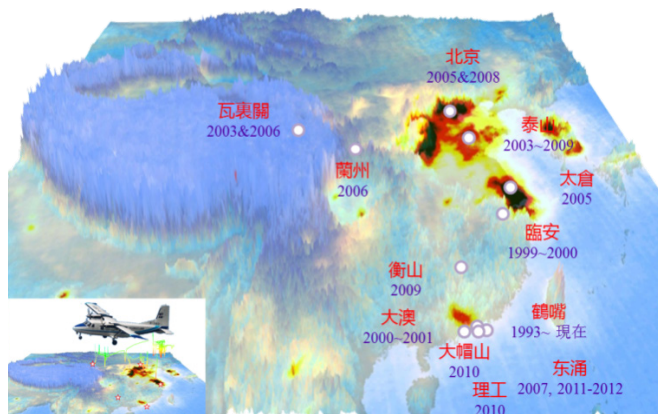 北京
2005&2008
瓦裏關
2003&2006
泰山
2003~2009
蘭州
2006
太倉
2005
臨安
1999~2000
衡山
2009
大澳
2000~2001
鶴嘴
1993~ 現在
大帽山
2010
东涌
2007, 2011-2012
理工
2010